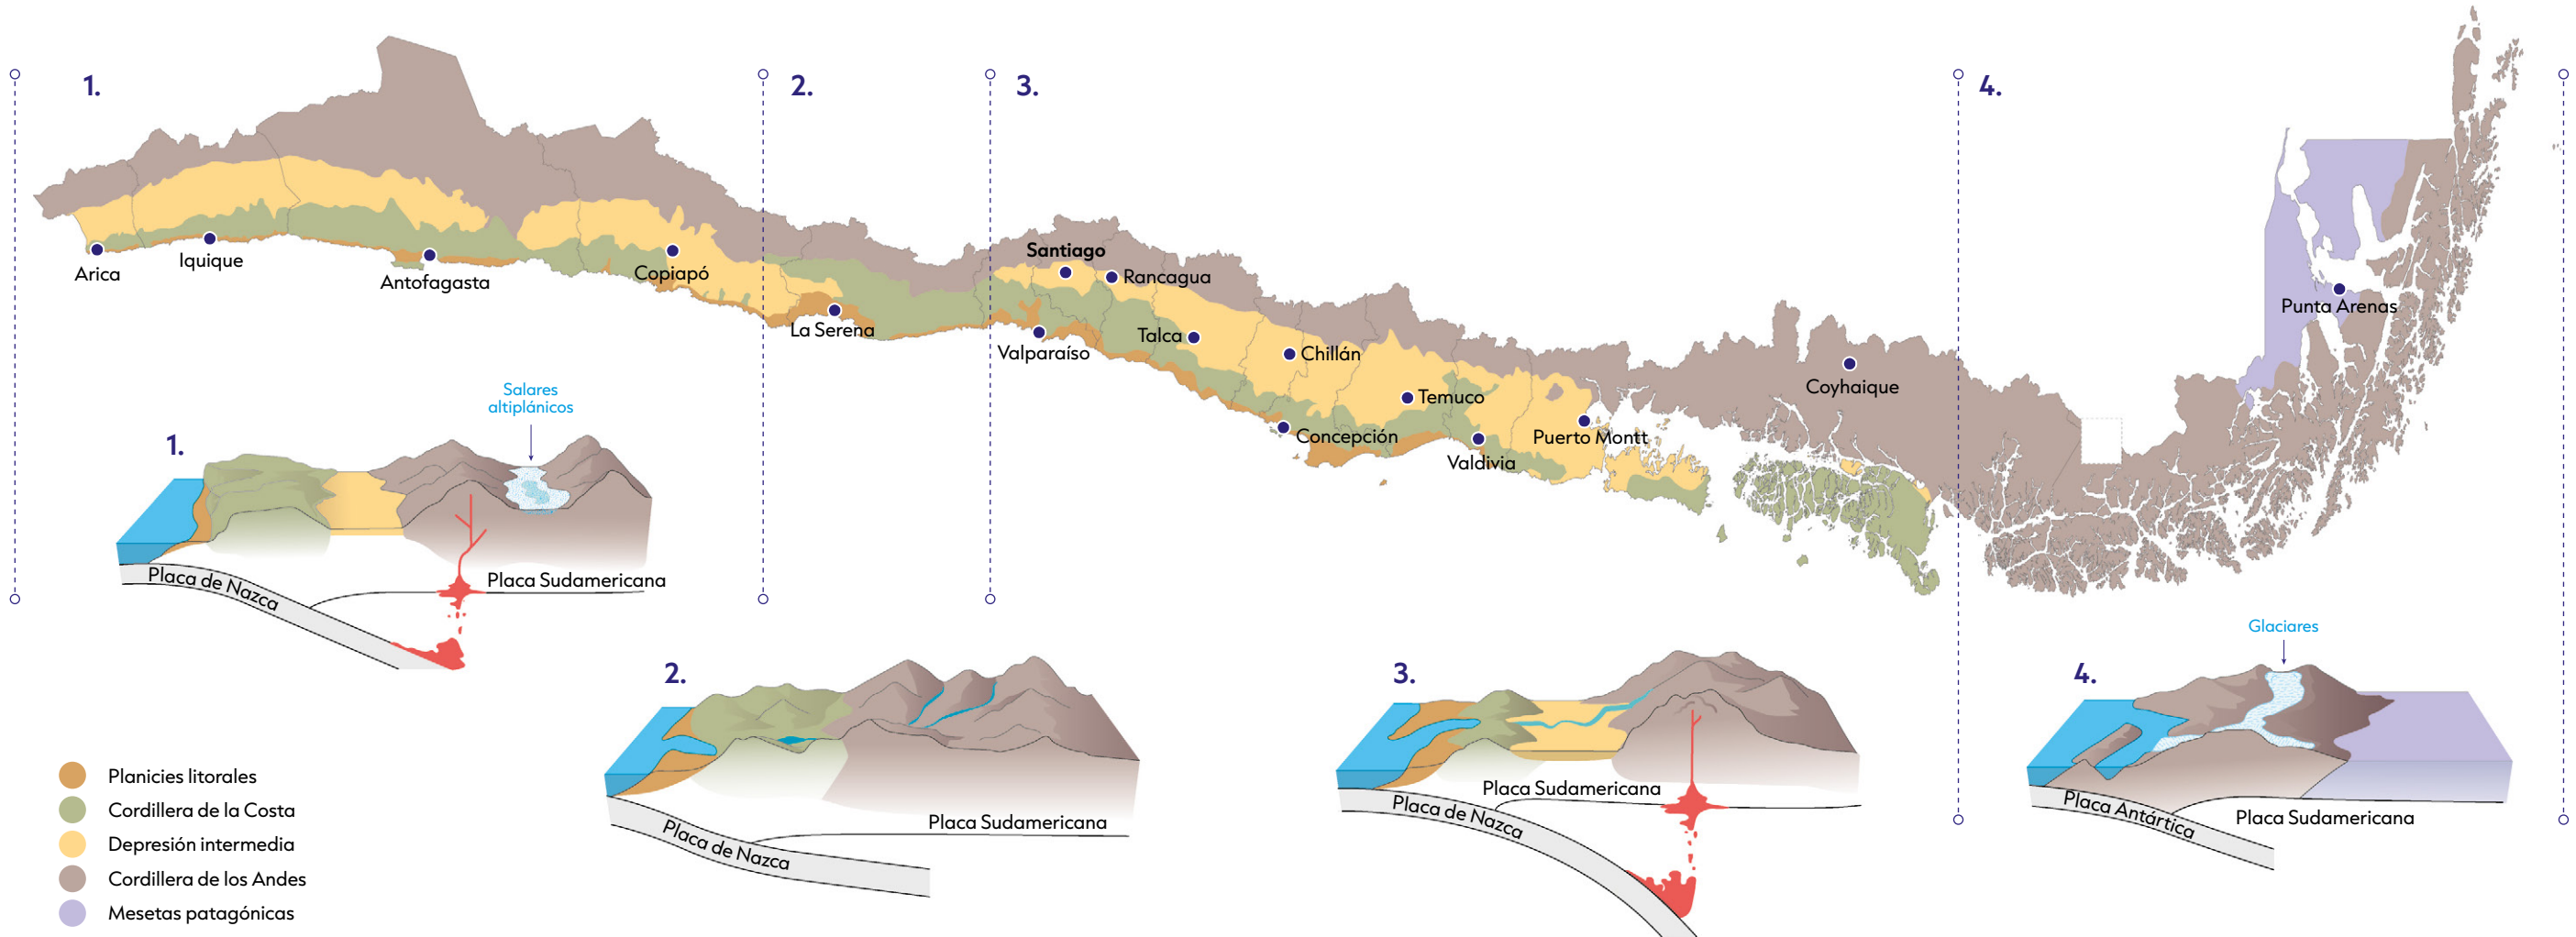 1.
2.
3.
4.
Arica
Iquique
Antofagasta
Copiapó
La Serena
Santiago
Rancagua
Valparaíso
Talca
Chillán
Concepción
Temuco
Valdivia
Puerto Montt
Coyhaique
Punta Arenas
1.
Salares
altiplánicos
Placa de Nazca
Placa Sudamericana
2.
Placa de Nazca
Placa Sudamericana
3.
Placa Sudamericana
Placa de Nazca
4.
Glaciares
Placa Antártica
Placa Sudamericana
Planicies litorales
Cordillera de la Costa
Depresión intermedia
Cordillera de los Andes
Mesetas patagónicas